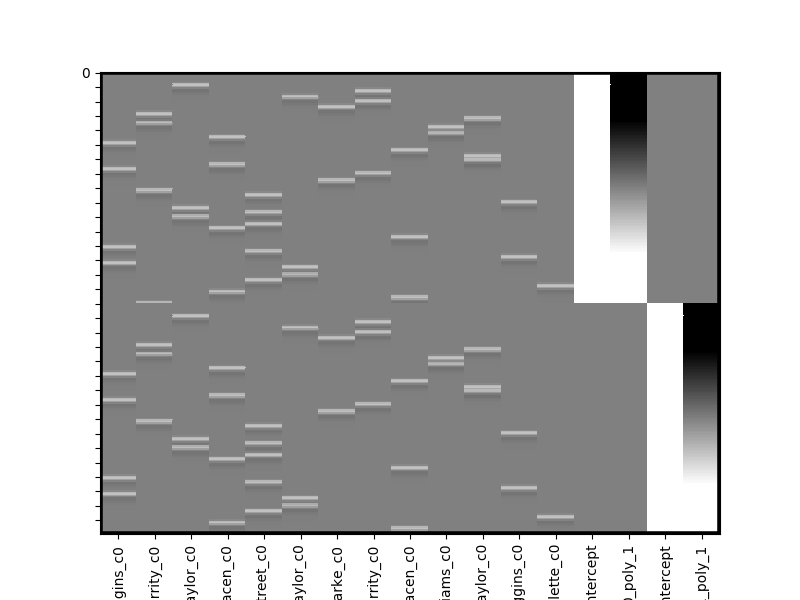 0
gins_c0
rrity_c0
aylor_c0
acen_c0
treet_c0
aylor_c0
arke_c0
rrity_c0
acen_c0
iams_c0
aylor_c0
ggins_c0
lette_c0
ntercept
_poly_1
ntercept
_poly_1